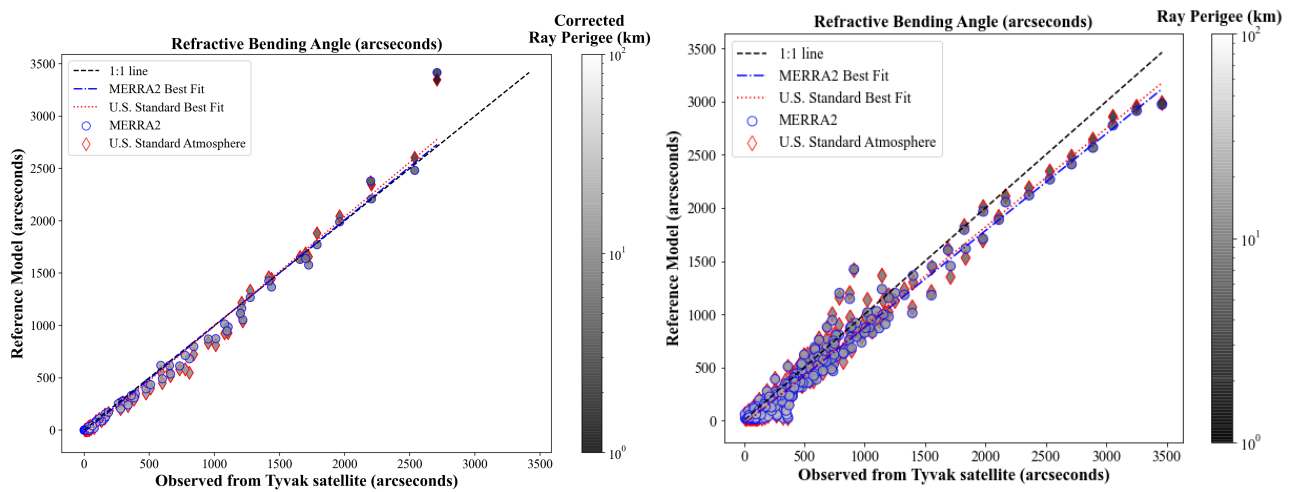 Corrected
Ray Perigee (km)
Refractive Bending Angle (arcseconds)
10²
3500
1:1 line
MERRA2 Best Fit
U.S. Standard Best Fit
MERRA2
U.S. Standard Atmosphere
3000
2500
2000
1500
1000
500
0
10¹
10⁰
Reference Model (arcseconds)
0 500 1000 1500 2000 2500 3000 3500
Observed from Tyvak satellite (arcseconds)
Ray Perigee (km)
Refractive Bending Angle (arcseconds)
10²
3500
1:1 line
MERRA2 Best Fit
U.S. Standard Best Fit
MERRA2
U.S. Standard Atmosphere
3000
2500
2000
1500
1000
500
0
10¹
10⁰
Reference Model (arcseconds)
0 500 1000 1500 2000 2500 3000 3500
Observed from Tyvak satellite (arcseconds)